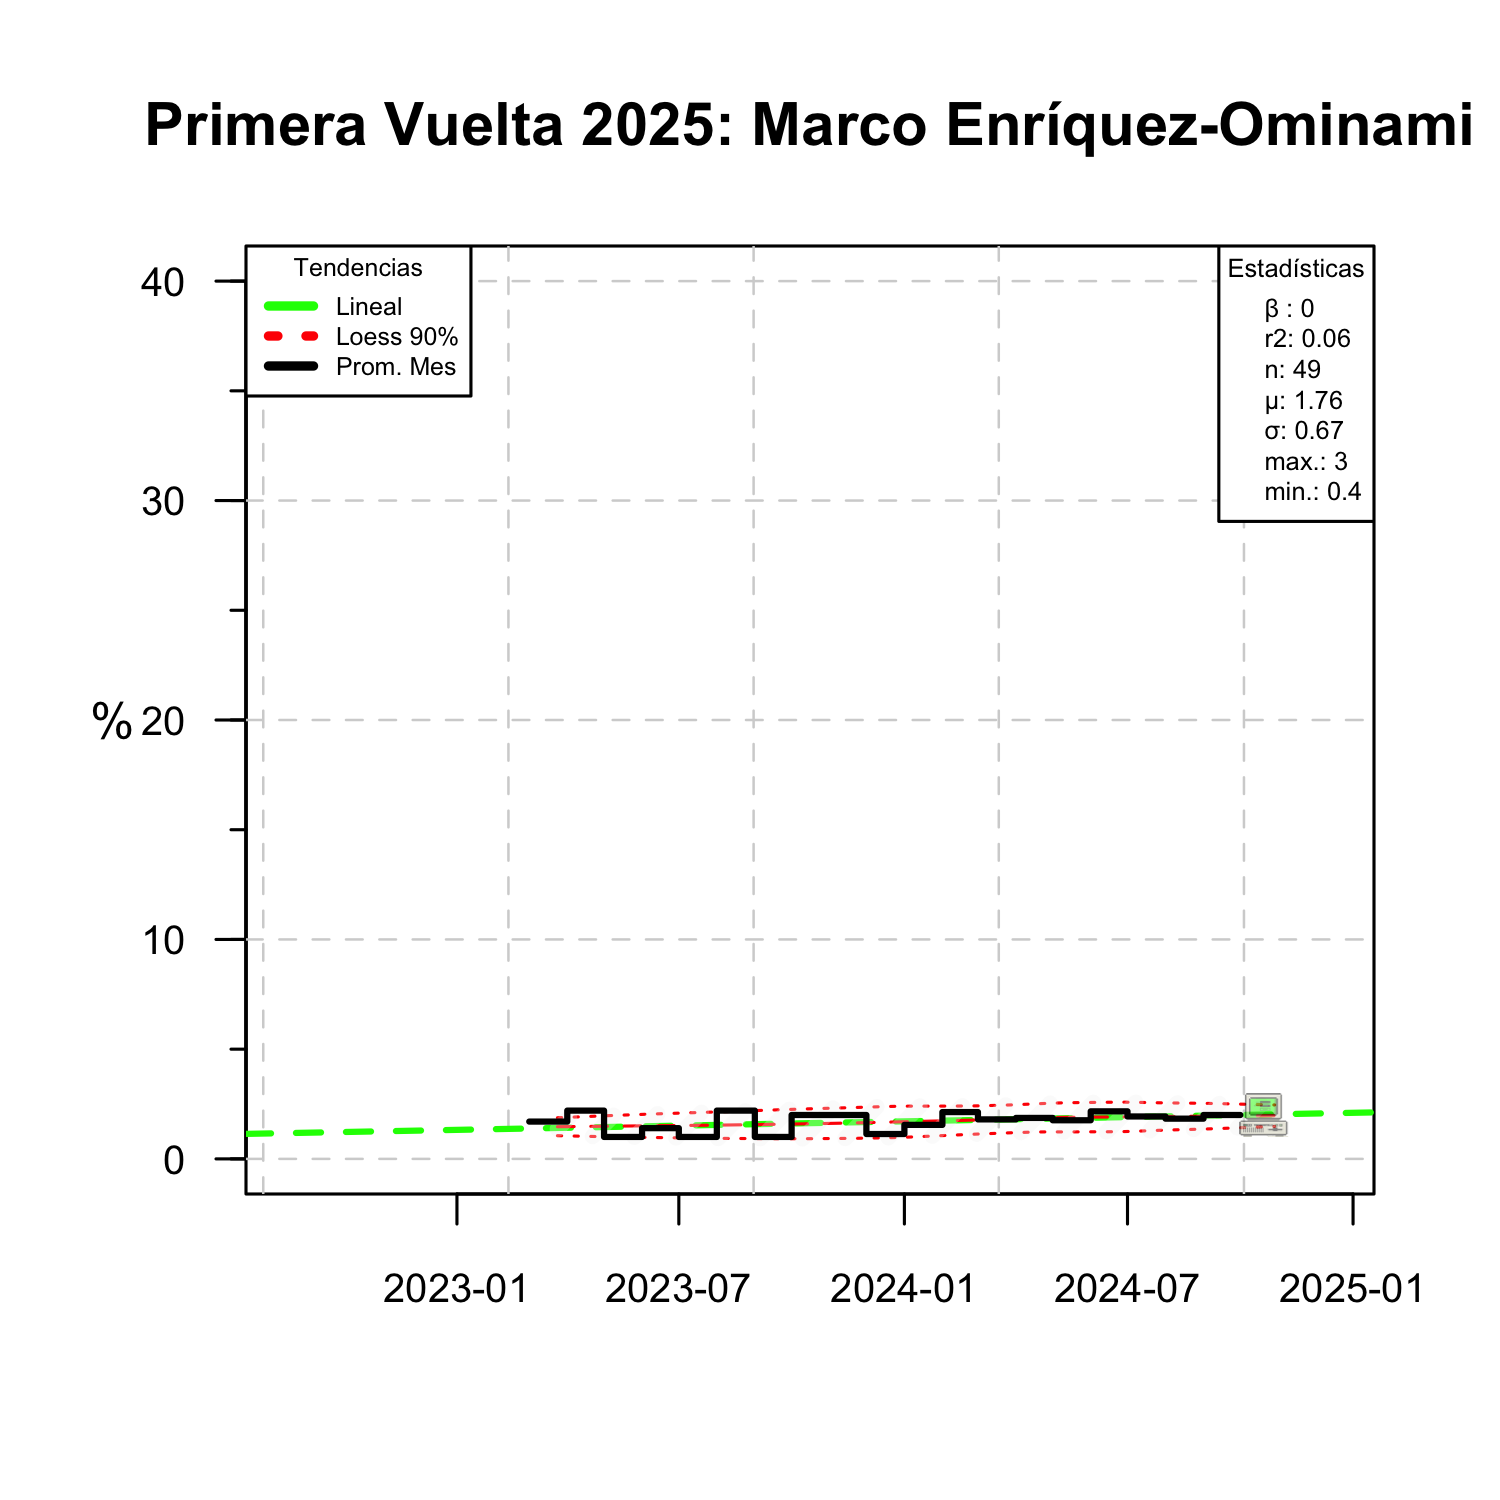 Primera Vuelta 2025: Marco Enríquez-Ominami
Tendencias
Lineal
Loess 90%
Prom. Mes
Estadísticas
β : 0
r2: 0.06
n: 49
μ: 1.76
σ: 0.67
max.: 3
min.: 0.4
40
30
20
10
0
%
2023-01
2023-07
2024-01
2024-07
2025-01